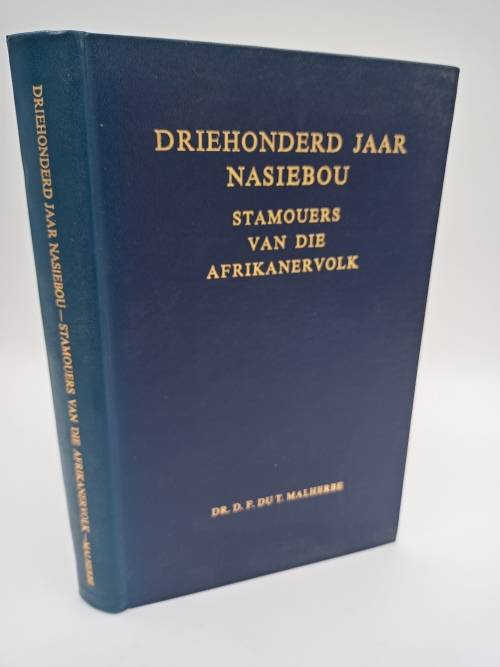 DRIEHONDERD JAAR NASIEBOU—STAMOUERS VAN DIE AFRIKANERVOLK—MALHERBE
DRIEHONDERD JAAR
NASIEBOU
STAMOUERS
VAN DIE
AFRIKANERVOLK
DR. D. F. DU T. MALHERBE